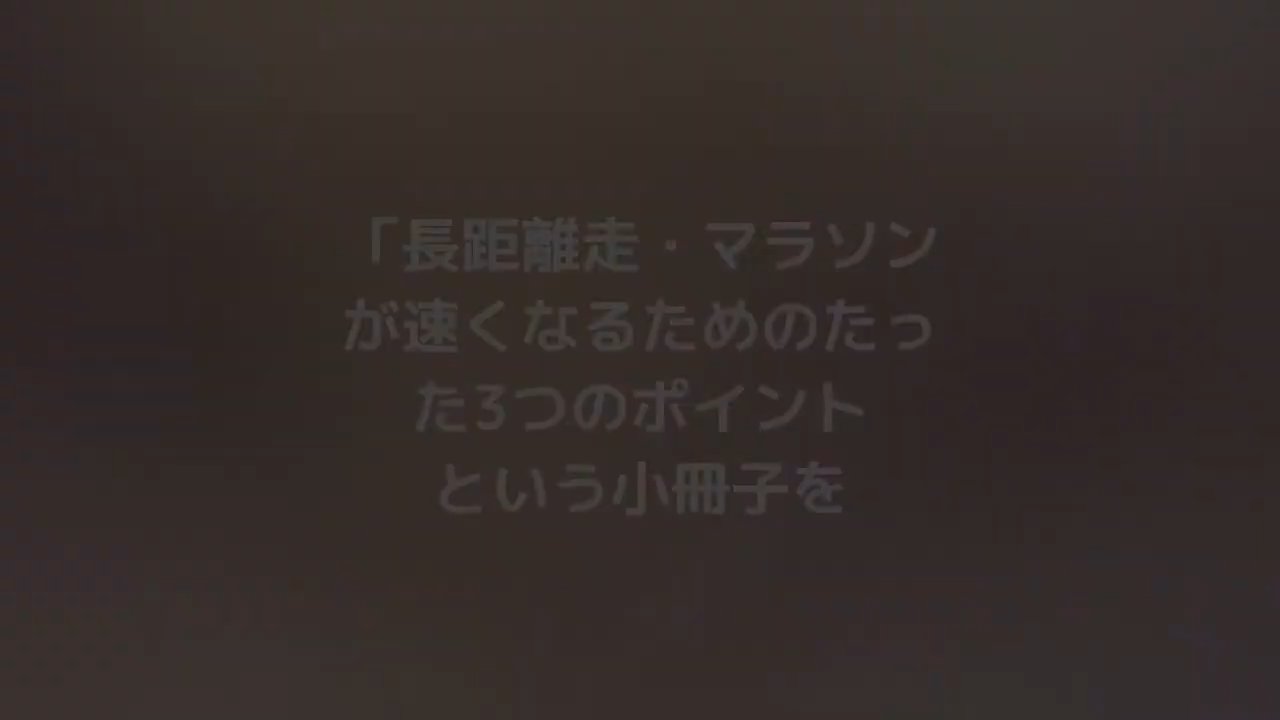 「長距離走・マラソン
が速くなるためのたっ
た3つのポイント
という小冊子を